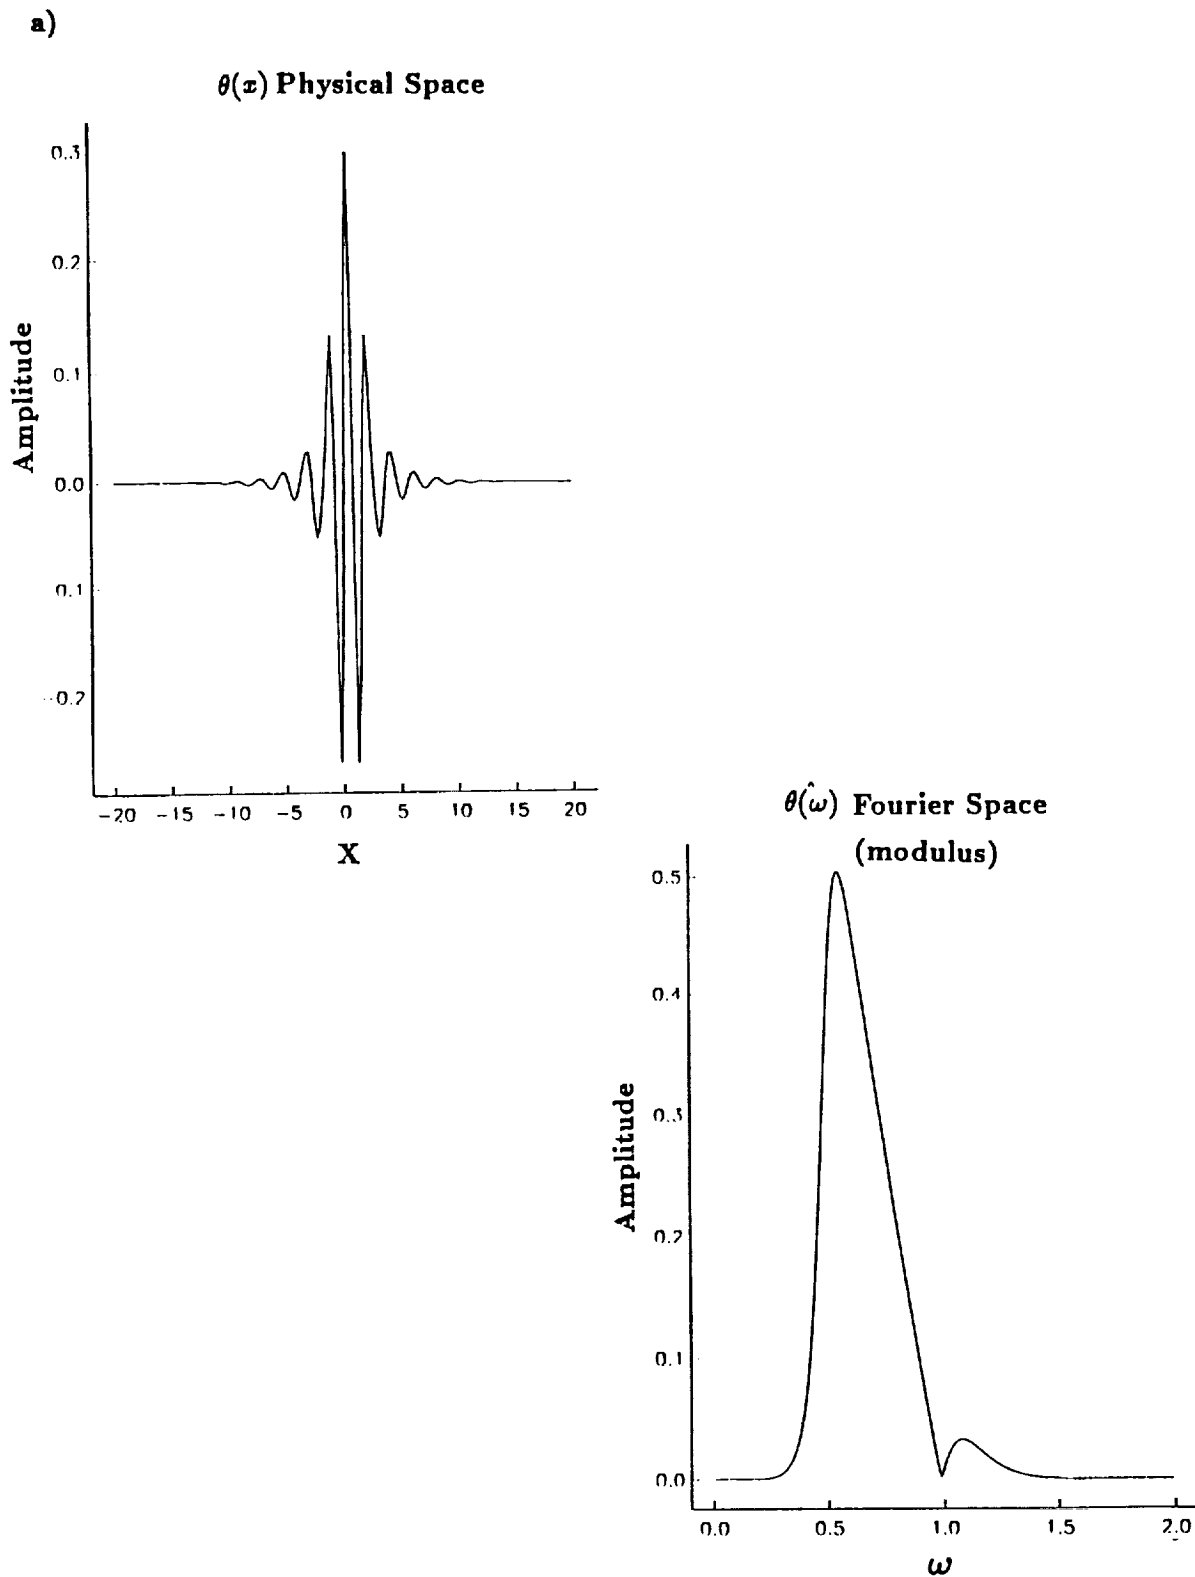 a)
θ(x) Physical Space
0.3
0.2
0.1
0.0
0.1
-0.2
Amplitude
-20 -15 -10 -5 0 5 10 15 20
X
θ(ω̂) Fourier Space
(modulus)
0.5
0.4
0.3
0.2
0.1
0.0
Amplitude
0.0 0.5 1.0 1.5 2.0
ω